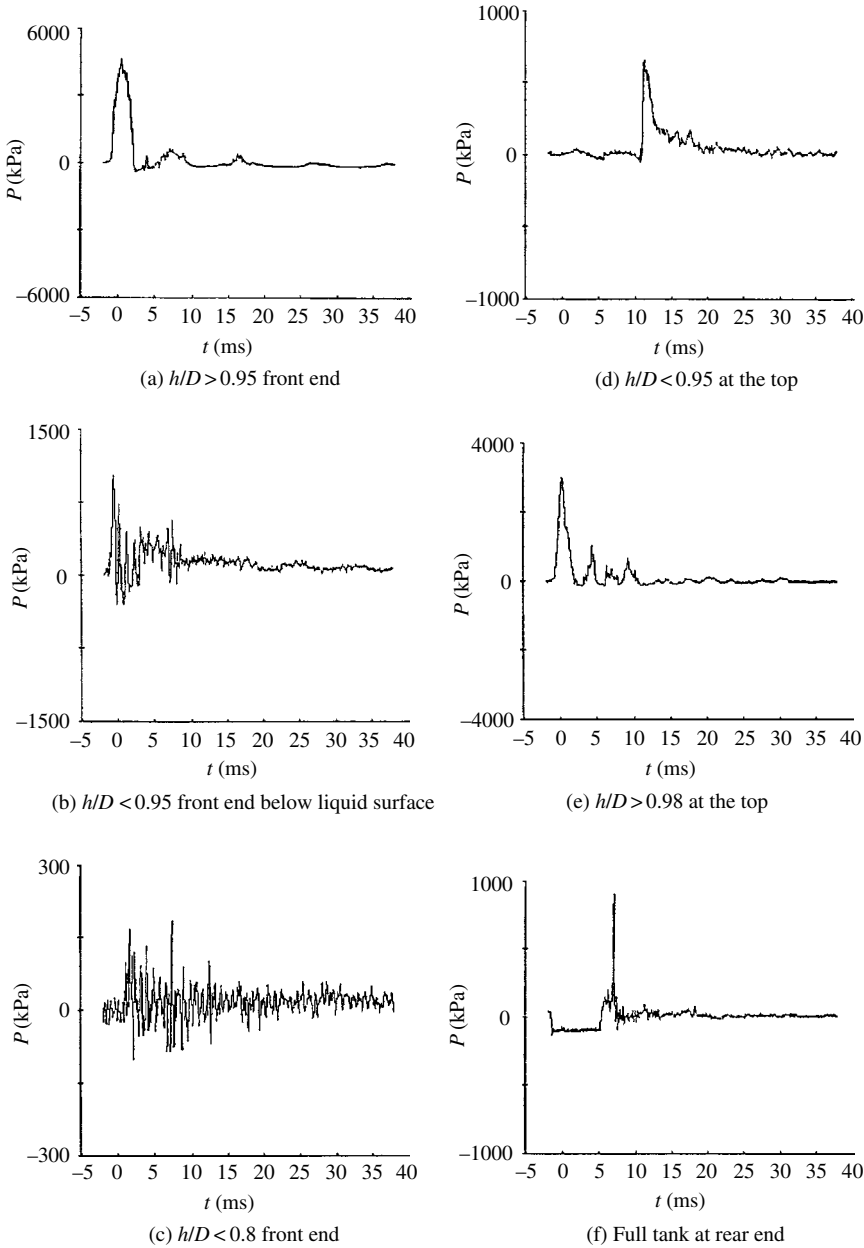 6000
0
–6000
P (kPa)
–5 0 5 10 15 20 25 30 35 40
t (ms)
(a) h/D > 0.95 front end
1000
0
–1000
P (kPa)
–5 0 5 10 15 20 25 30 35 40
t (ms)
(d) h/D < 0.95 at the top
1500
0
–1500
P (kPa)
–5 0 5 10 15 20 25 30 35 40
t (ms)
(b) h/D < 0.95 front end below liquid surface
4000
0
–4000
P (kPa)
–5 0 5 10 15 20 25 30 35 40
t (ms)
(e) h/D > 0.98 at the top
300
0
–300
P (kPa)
–5 0 5 10 15 20 25 30 35 40
t (ms)
(c) h/D < 0.8 front end
1000
0
–1000
P (kPa)
–5 0 5 10 15 20 25 30 35 40
t (ms)
(f) Full tank at rear end